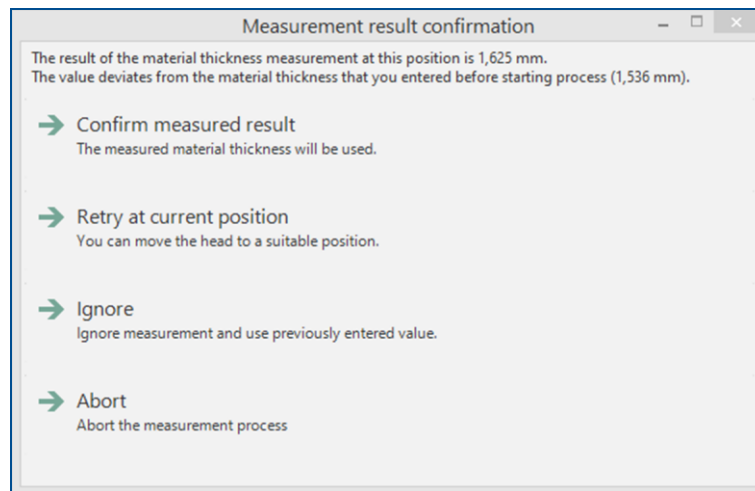 Measurement result confirmation
The result of the material thickness measurement at this position is 1,625 mm.
The value deviates from the material thickness that you entered before starting process (1,536 mm).
Confirm measured result
The measured material thickness will be used.
Retry at current position
You can move the head to a suitable position.
Ignore
Ignore measurement and use previously entered value.
Abort
Abort the measurement process